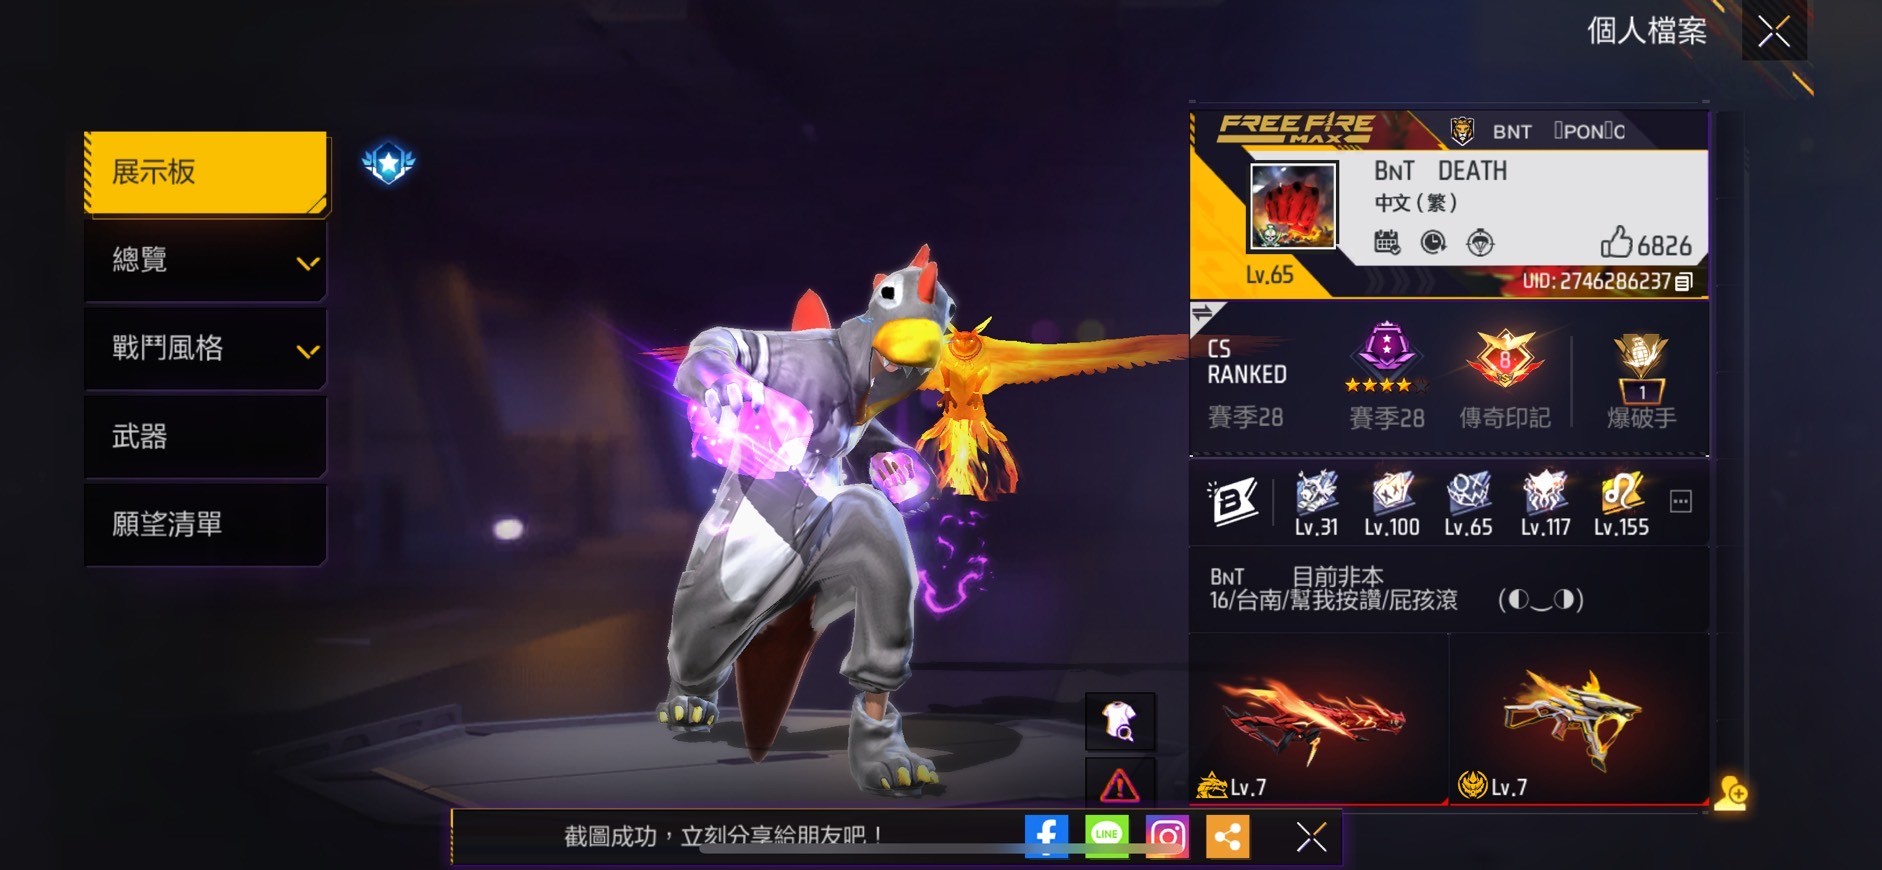 個人檔案
展示板
總覽
戰鬥風格
武器
願望清單
FREE FIRE
MAX
BNT
BNT DEATH
中文(繁)
6826
Lv.65
UID: 2746286237
CS
RANKED
賽季28
賽季28
8
傳奇印記
1
爆破手
B
Lv.31
Lv.100
Lv.65
Lv.117
Lv.155
BNT 目前非本
16/台南/幫我按讚/屁孩滾 (◐‿◑)
Lv.7
Lv.7
截圖成功，立刻分享給朋友吧！
LINE